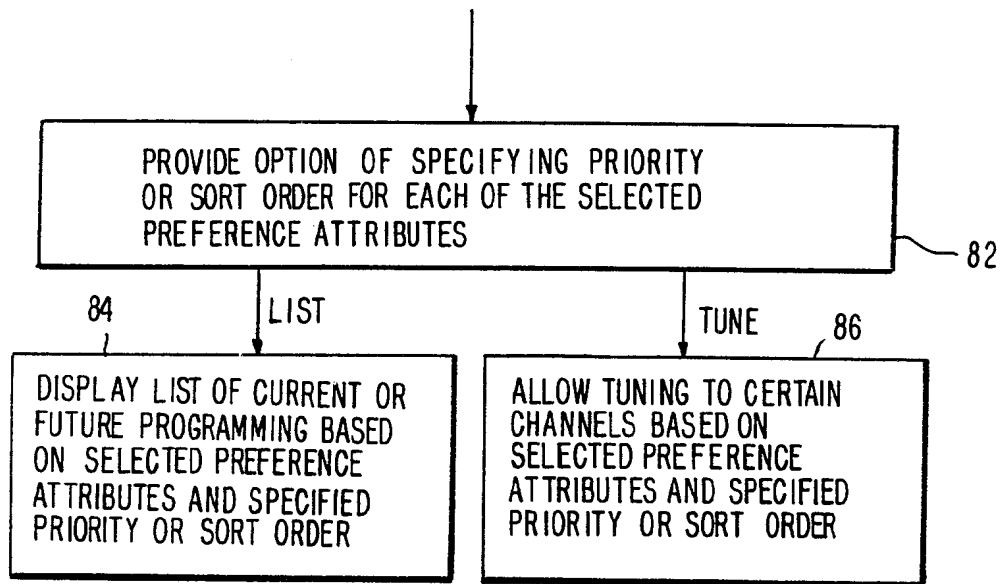 PROVIDE OPTION OF SPECIFYING PRIORITY
OR SORT ORDER FOR EACH OF THE SELECTED
PREFERENCE ATTRIBUTES
82
LIST
TUNE
84
DISPLAY LIST OF CURRENT OR
FUTURE PROGRAMMING BASED
ON SELECTED PREFERENCE
ATTRIBUTES AND SPECIFIED
PRIORITY OR SORT ORDER
86
ALLOW TUNING TO CERTAIN
CHANNELS BASED ON
SELECTED PREFERENCE
ATTRIBUTES AND SPECIFIED
PRIORITY OR SORT ORDER